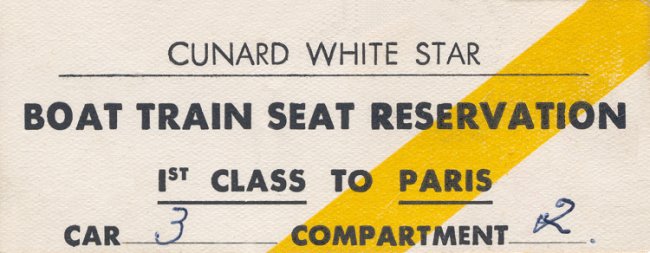 CUNARD WHITE STAR
BOAT TRAIN SEAT RESERVATION
1ST CLASS TO PARIS
CAR 3 COMPARTMENT 2.